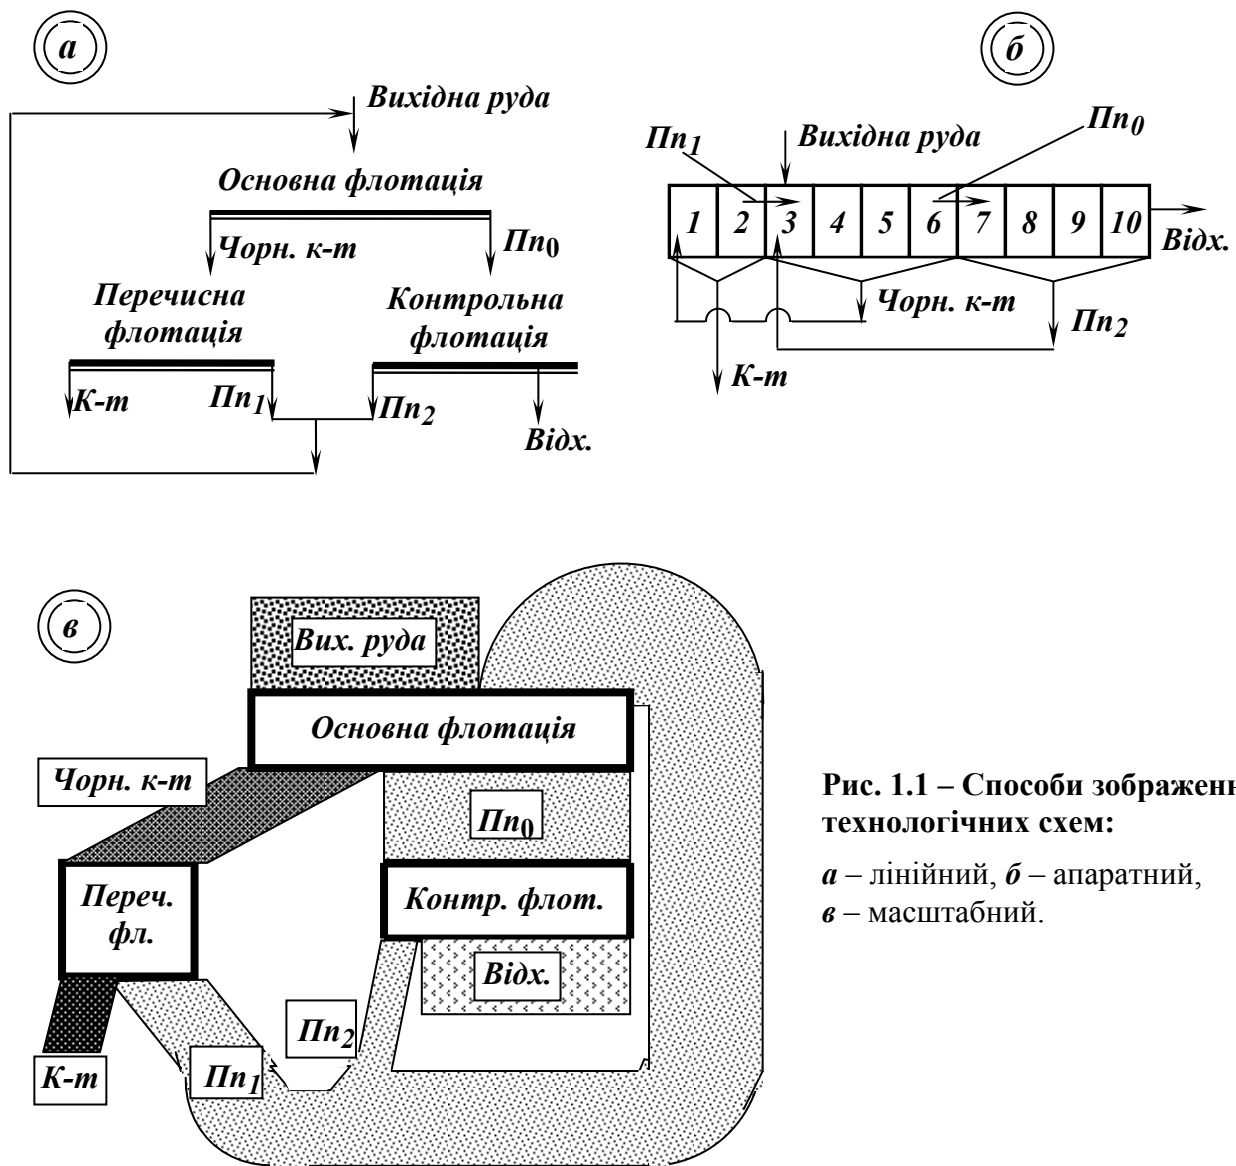 а
Вихідна руда
Основна флотація
Чорн. к-т
Пп0
Перечисна
флотація
Контрольна
флотація
К-т
Пп1
Пп2
Відх.
б
Пп1
Вихідна руда
Пп0
1 2 3 4 5 6 7 8 9 10
Відх.
Чорн. к-т
Пп2
К-т
в
Вих. руда
Основна флотація
Чорн. к-т
Пп0
Переч.
фл.
Контр. флот.
Відх.
Пп2
К-т
Пп1
Рис. 1.1 – Способи зображен
технологічних схем:
а – лінійний, б – апаратний,
в – масштабний.